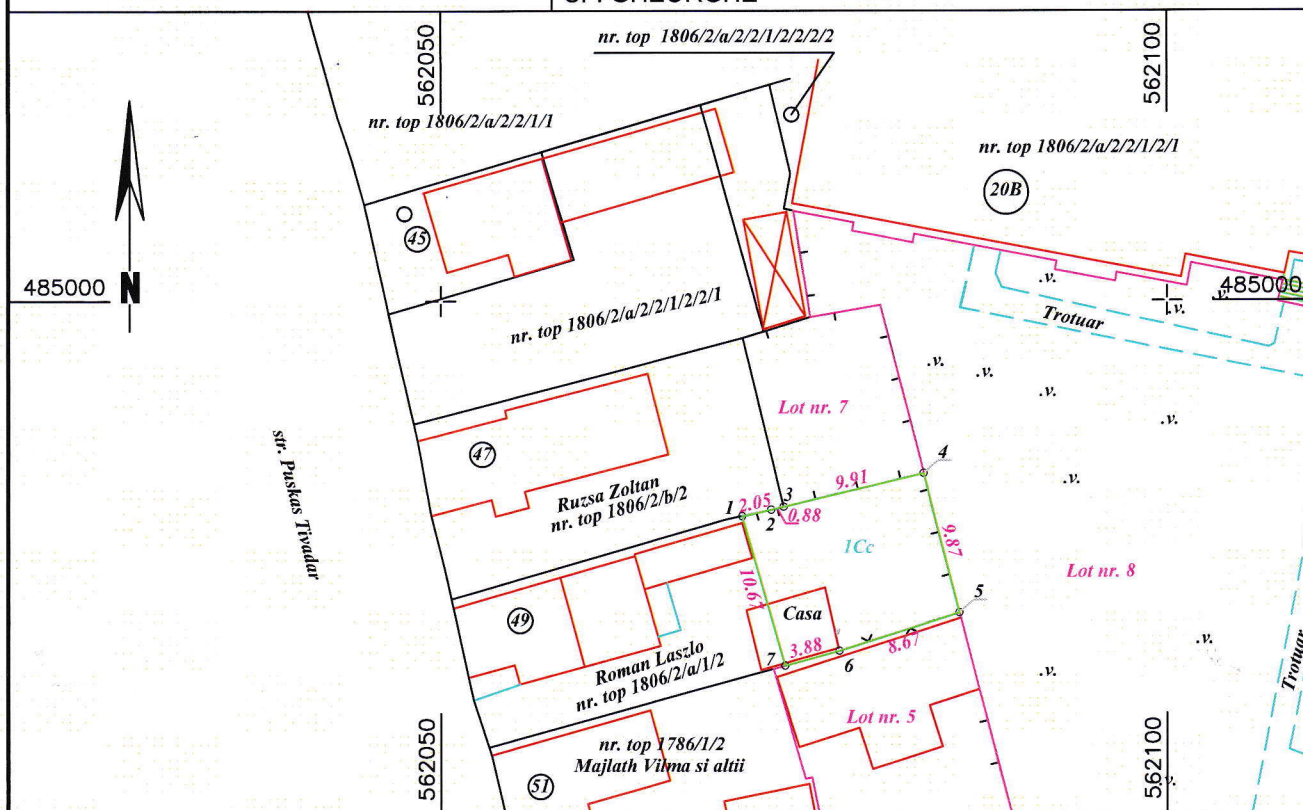 562050
562100
nr. top 1806/2/a/2/2/1/2/2/2/2
nr. top 1806/2/a/2/2/1/1
nr. top 1806/2/a/2/2/1/2/1
20B
45
485000
N
485000
.v.
.v.
.v.
Trotuar
nr. top 1806/2/a/2/2/1/2/2/1
.v.
.v.
.v.
.v.
Lot nr. 7
str. Puskas Tivadar
47
Ruzsa Zoltan
nr. top 1806/2/b/2
4
9.91
.v.
1
2.05
2
3
0.88
1Cc
9.87
Lot nr. 8
10.67
5
Casa
49
Roman Laszlo
nr. top 1806/2/a/1/2
7
3.88
6
8.67
.v.
.v.
Trotuar
Lot nr. 5
nr. top 1786/1/2
Majlath Vilma si altii
51
562050
562100
.v.